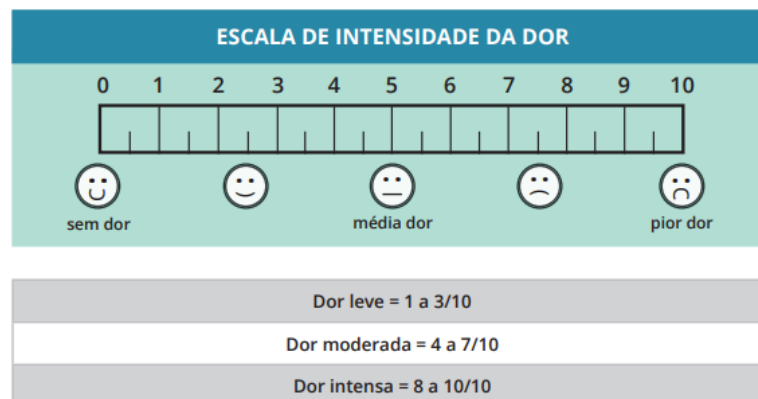 ESCALA DE INTENSIDADE DA DOR
0 1 2 3 4 5 6 7 8 9 10
sem dor média dor pior dor
Dor leve = 1 a 3/10
Dor moderada = 4 a 7/10
Dor intensa = 8 a 10/10